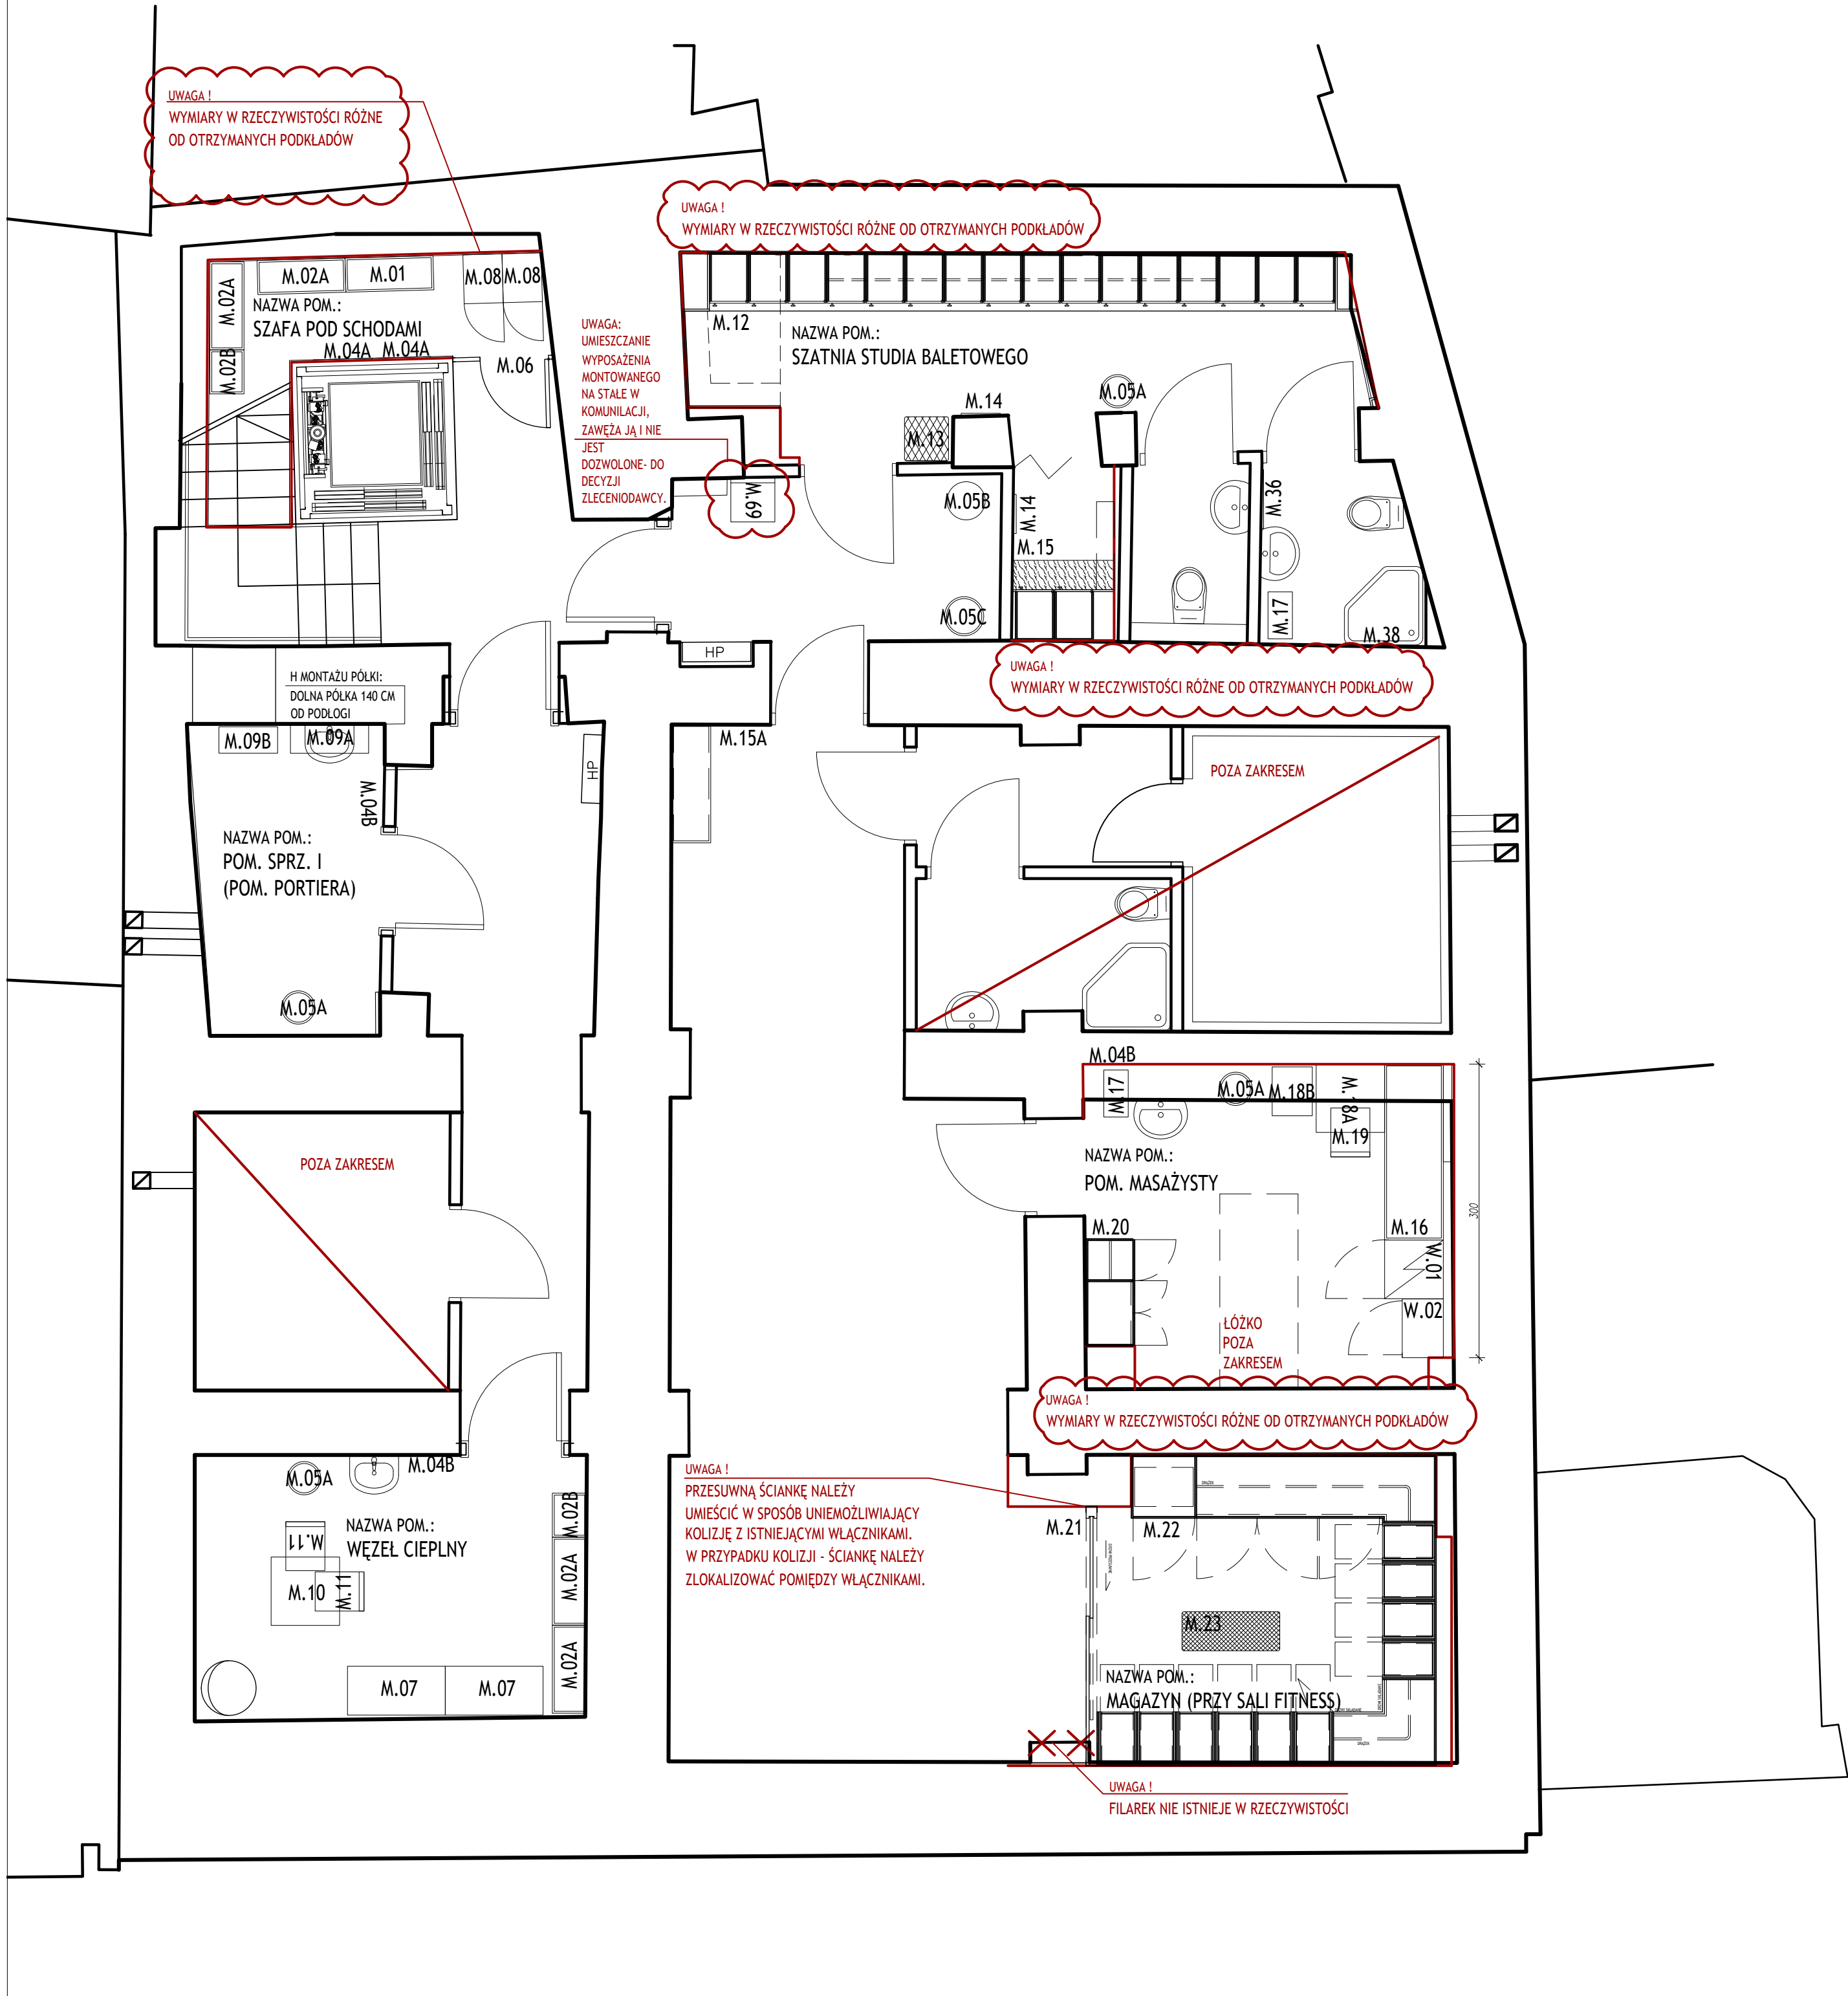 UWAGA !
WYMIARY W RZECZYWISTOŚCI RÓŻNE
OD OTRZYMANYCH PODKŁADÓW
UWAGA !
WYMIARY W RZECZYWISTOŚCI RÓŻNE OD OTRZYMANYCH PODKŁADÓW
M.02A
M.02A
M.01
M.08
M.08
NAZWA POM.:
SZAFA POD SCHODAMI
M.02B
M.04A
M.04A
M.06
UWAGA:
UMIESZCZANIE
WYPOSAŻENIA
MONTOWANEGO
NA STAŁE W
KOMUNILACJI,
ZAWĘŻA JĄ I NIE
JEST
DOZWOLONE- DO
DECYZJI
ZLECENIODAWCY.
W.69
M.12
NAZWA POM.:
SZATNIA STUDIA BALETOWEGO
M.05A
M.14
M.13
M.05B
M.14
M.15
M.05C
M.36
M.17
M.38
HP
UWAGA !
WYMIARY W RZECZYWISTOŚCI RÓŻNE OD OTRZYMANYCH PODKŁADÓW
H MONTAŻU PÓŁKI:
DOLNA PÓŁKA 140 CM
OD PODŁOGI
M.09B
M.09A
M.04B
HP
M.15A
NAZWA POM.:
POM. SPRZ. I
(POM. PORTIERA)
M.05A
POZA ZAKRESEM
POZA ZAKRESEM
M.04B
M.17
M.05A
M.18B
M.18A
M.19
NAZWA POM.:
POM. MASAŻYSTY
M.20
M.16
W.01
W.02
300
ŁÓŻKO
POZA
ZAKRESEM
UWAGA !
WYMIARY W RZECZYWISTOŚCI RÓŻNE OD OTRZYMANYCH PODKŁADÓW
M.05A
M.04B
M.02B
M.11
NAZWA POM.:
WĘZEŁ CIEPLNY
M.10
M.11
M.02A
M.02A
M.07
M.07
UWAGA !
PRZESUWNĄ ŚCIANKĘ NALEŻY
UMIEŚCIĆ W SPOSÓB UNIEMOŻLIWIAJĄCY
KOLIZJĘ Z ISTNIEJĄCYMI WŁĄCZNIKAMI.
W PRZYPADKU KOLIZJI - ŚCIANKĘ NALEŻY
ZLOKALIZOWAĆ POMIĘDZY WŁĄCZNIKAMI.
M.21
M.22
DRĄŻEK
M.23
NAZWA POM.:
MAGAZYN (PRZY SALI FITNESS)
DRĄŻEK
UWAGA !
FILAREK NIE ISTNIEJE W RZECZYWISTOŚCI